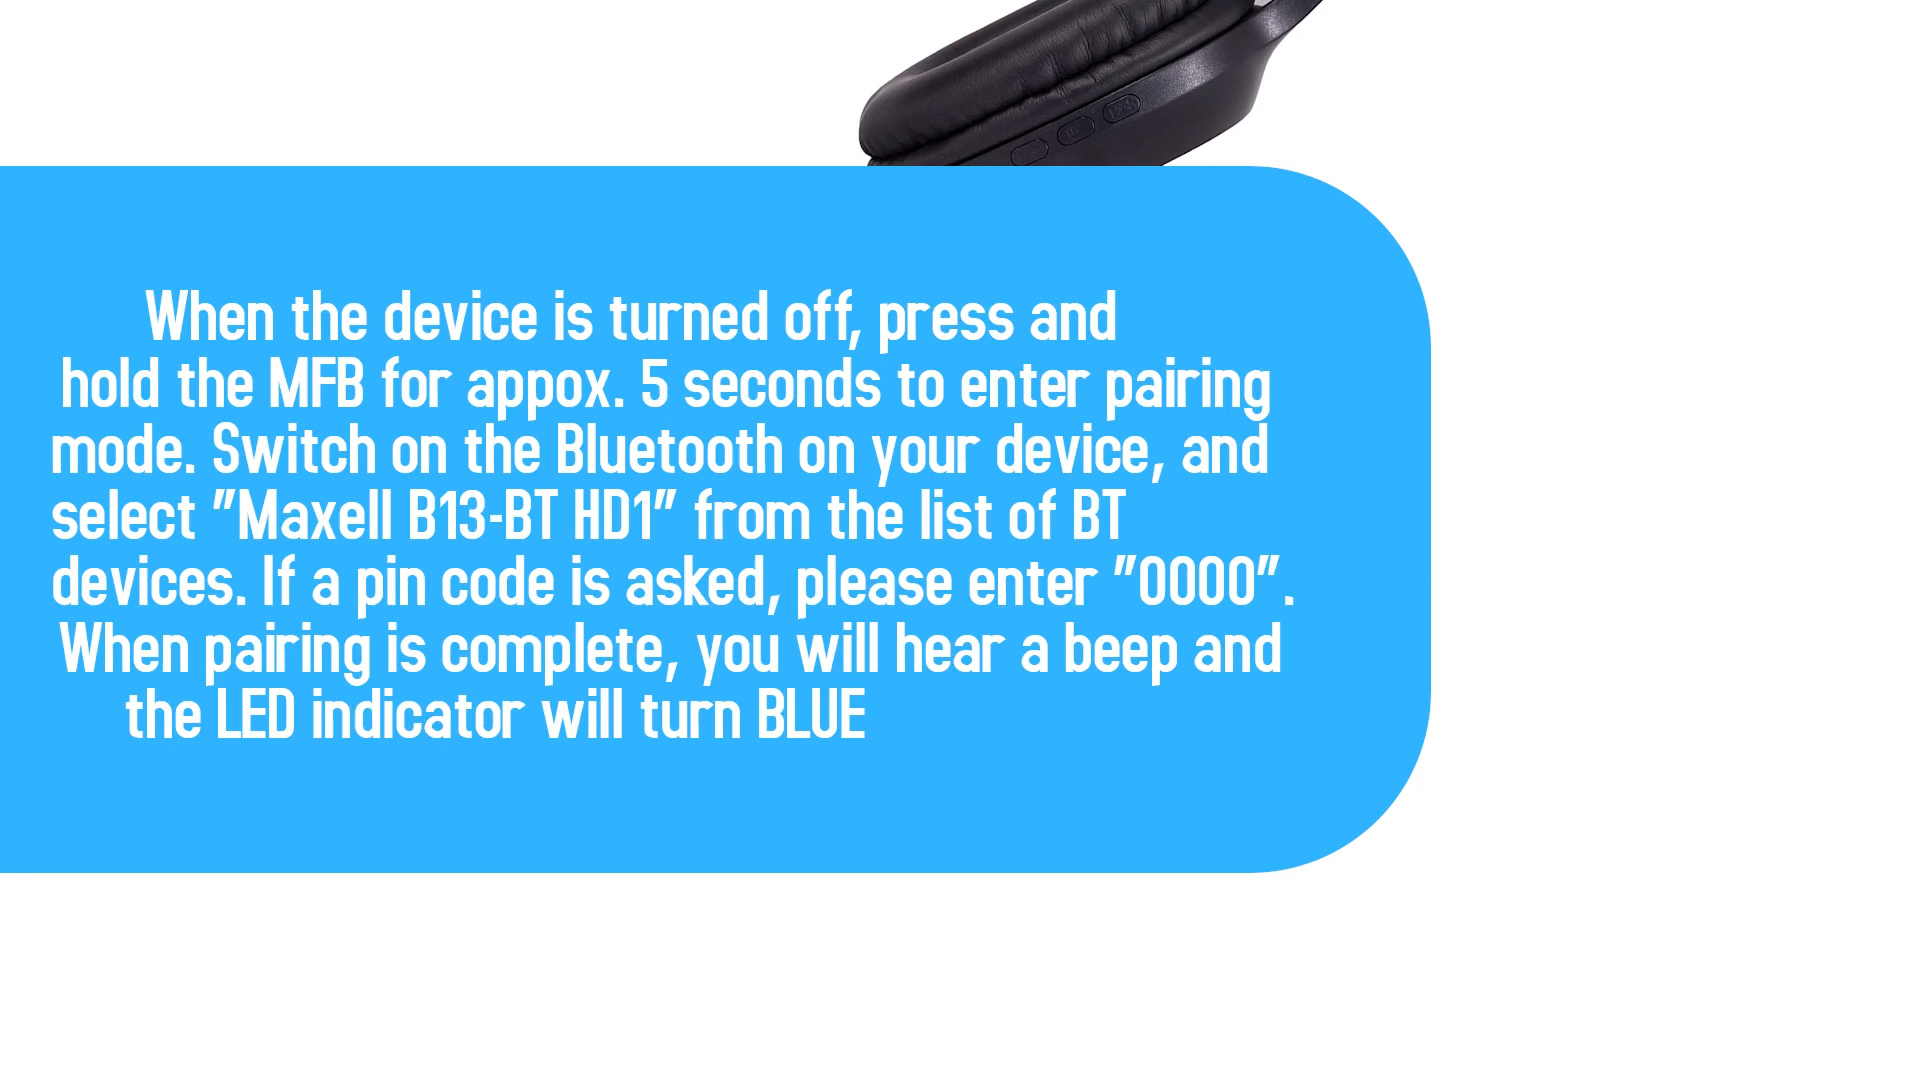 When the device is turned off, press and
hold the MFB for appox. 5 seconds to enter pairing
mode. Switch on the Bluetooth on your device, and
select "Maxell B13-BT HD1" from the list of BT
devices. If a pin code is asked, please enter "0000".
When pairing is complete, you will hear a beep and
the LED indicator will turn BLUE